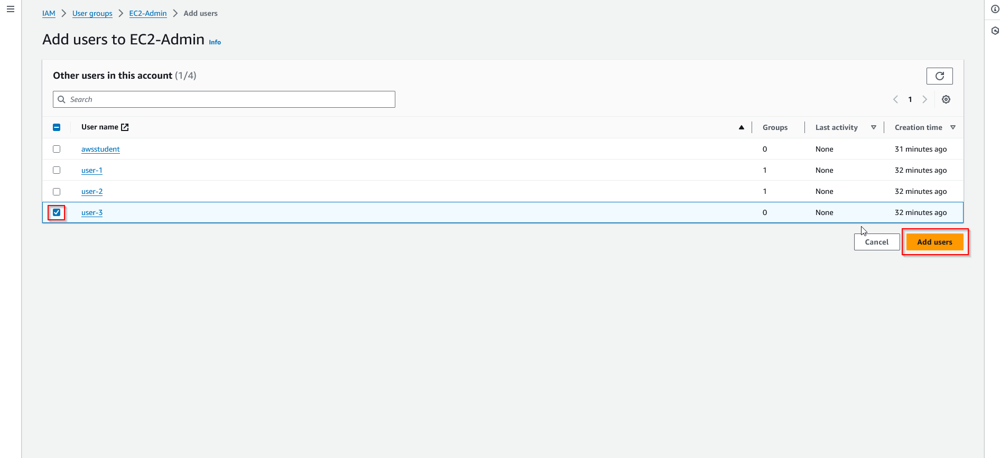 IAM > User groups > EC2-Admin > Add users
Add users to EC2-Admin Info
Other users in this account (1/4)
Search
1
User name Groups Last activity Creation time
awsstudent 0 None 31 minutes ago
user-1 1 None 32 minutes ago
user-2 1 None 32 minutes ago
user-3 0 None 32 minutes ago
Cancel Add users